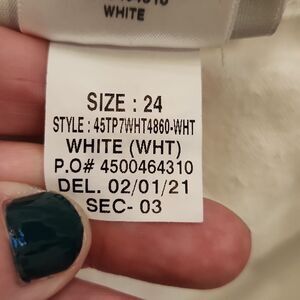 WHITE
SIZE : 24
STYLE : 45TP7WHT4860-WHT
WHITE (WHT)
P.O# 4500464310
DEL. 02/01/21
SEC- 03